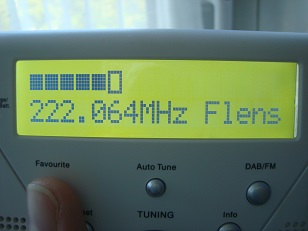 222.064MHz Flens
Favourite
Auto Tune
DAB/FM
TUNING
Info